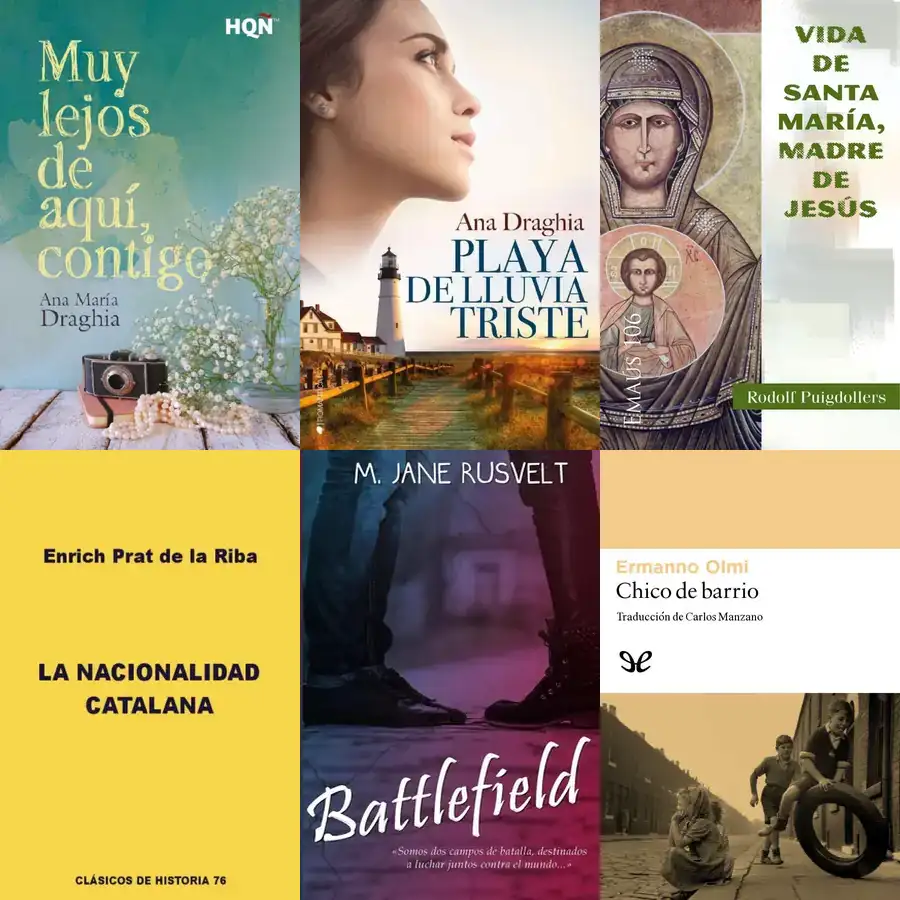 HQN
Muy
lejos
de
aquí,
contigo
Ana María
Draghia
Ana Draghia
PLAYA
DE LLUVIA
TRISTE
VIDA
DE
SANTA
MARÍA,
MADRE
DE
JESÚS
EMAUS 106
Rodolf Puigdollers
Enrich Prat de la Riba
LA NACIONALIDAD
CATALANA
CLÁSICOS DE HISTORIA 76
M. JANE RUSVELT
Battlefield
«Somos dos campos de batalla, destinados
a luchar juntos contra el mundo...»
Ermanno Olmi
Chico de barrio
Traducción de Carlos Manzano